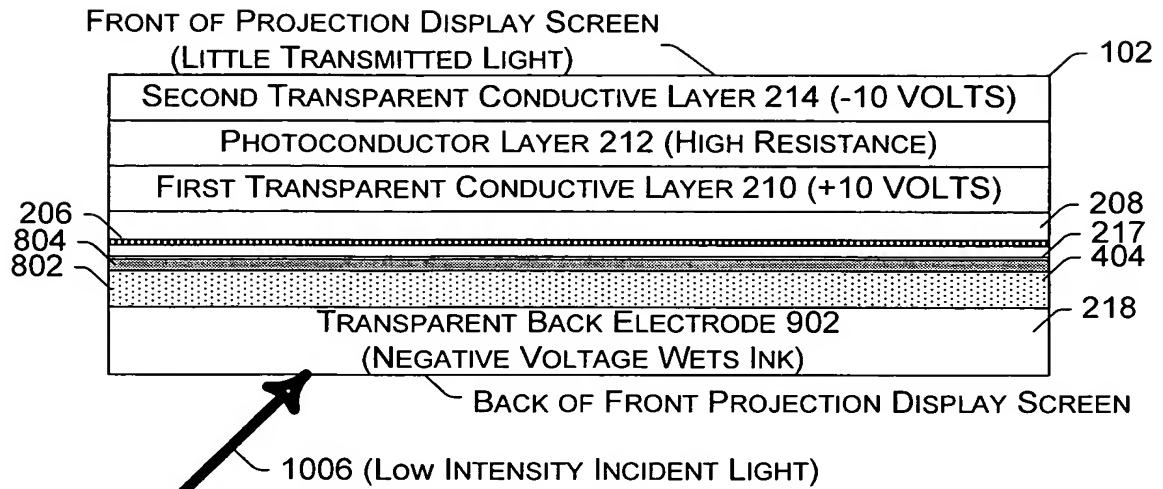 FRONT OF PROJECTION DISPLAY SCREEN
(LITTLE TRANSMITTED LIGHT)
102
SECOND TRANSPARENT CONDUCTIVE LAYER 214 (-10 VOLTS)
PHOTOCONDUCTOR LAYER 212 (HIGH RESISTANCE)
FIRST TRANSPARENT CONDUCTIVE LAYER 210 (+10 VOLTS)
208
206
217
804
404
802
218
TRANSPARENT BACK ELECTRODE 902
(NEGATIVE VOLTAGE WETS INK)
BACK OF FRONT PROJECTION DISPLAY SCREEN
1006 (LOW INTENSITY INCIDENT LIGHT)